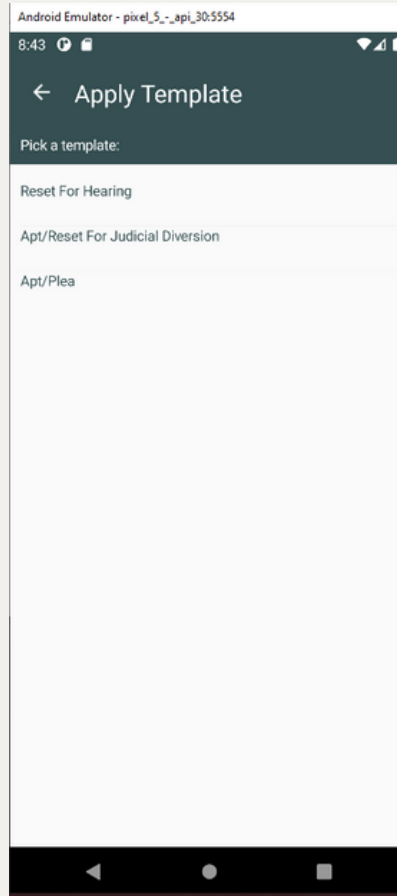 Android Emulator - pixel_5_-_api_30:5554
8:43
Apply Template
Pick a template:
Reset For Hearing
Apt/Reset For Judicial Diversion
Apt/Plea